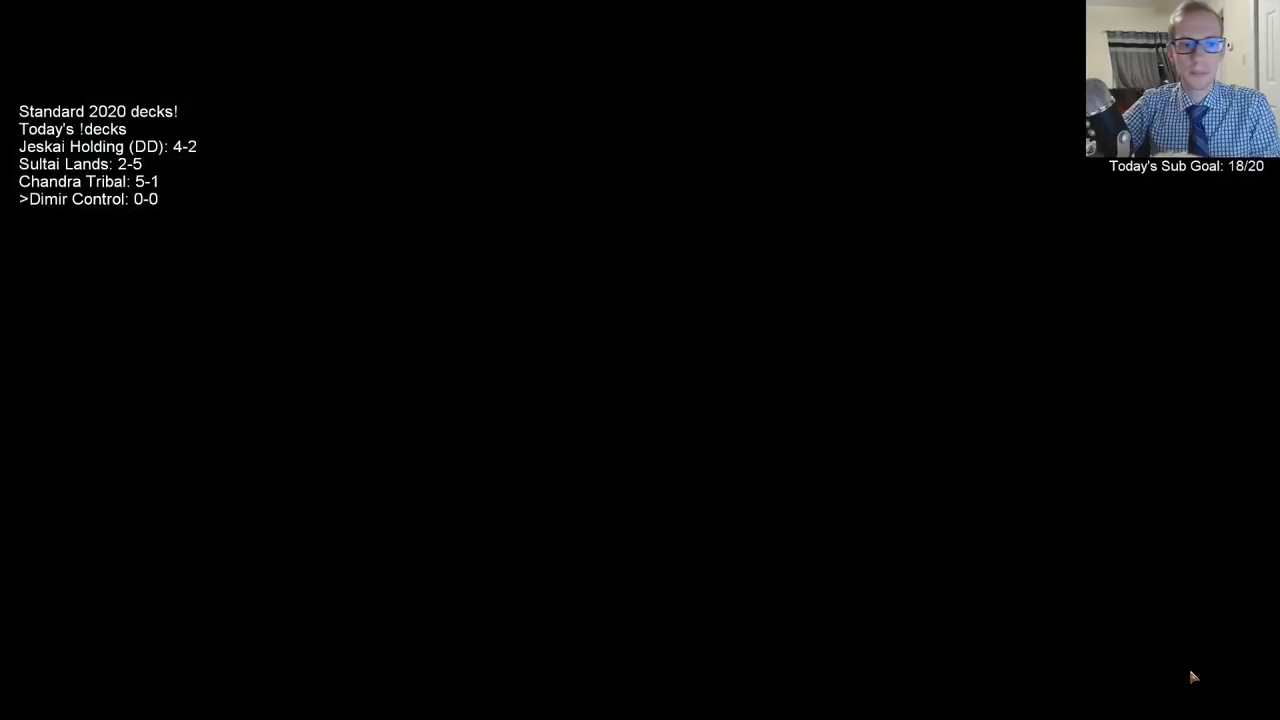 Standard 2020 decks!
Today's !decks
Jeskai Holding (DD): 4-2
Sultai Lands: 2-5
Chandra Tribal: 5-1
>Dimir Control: 0-0
Today's Sub Goal: 18/20